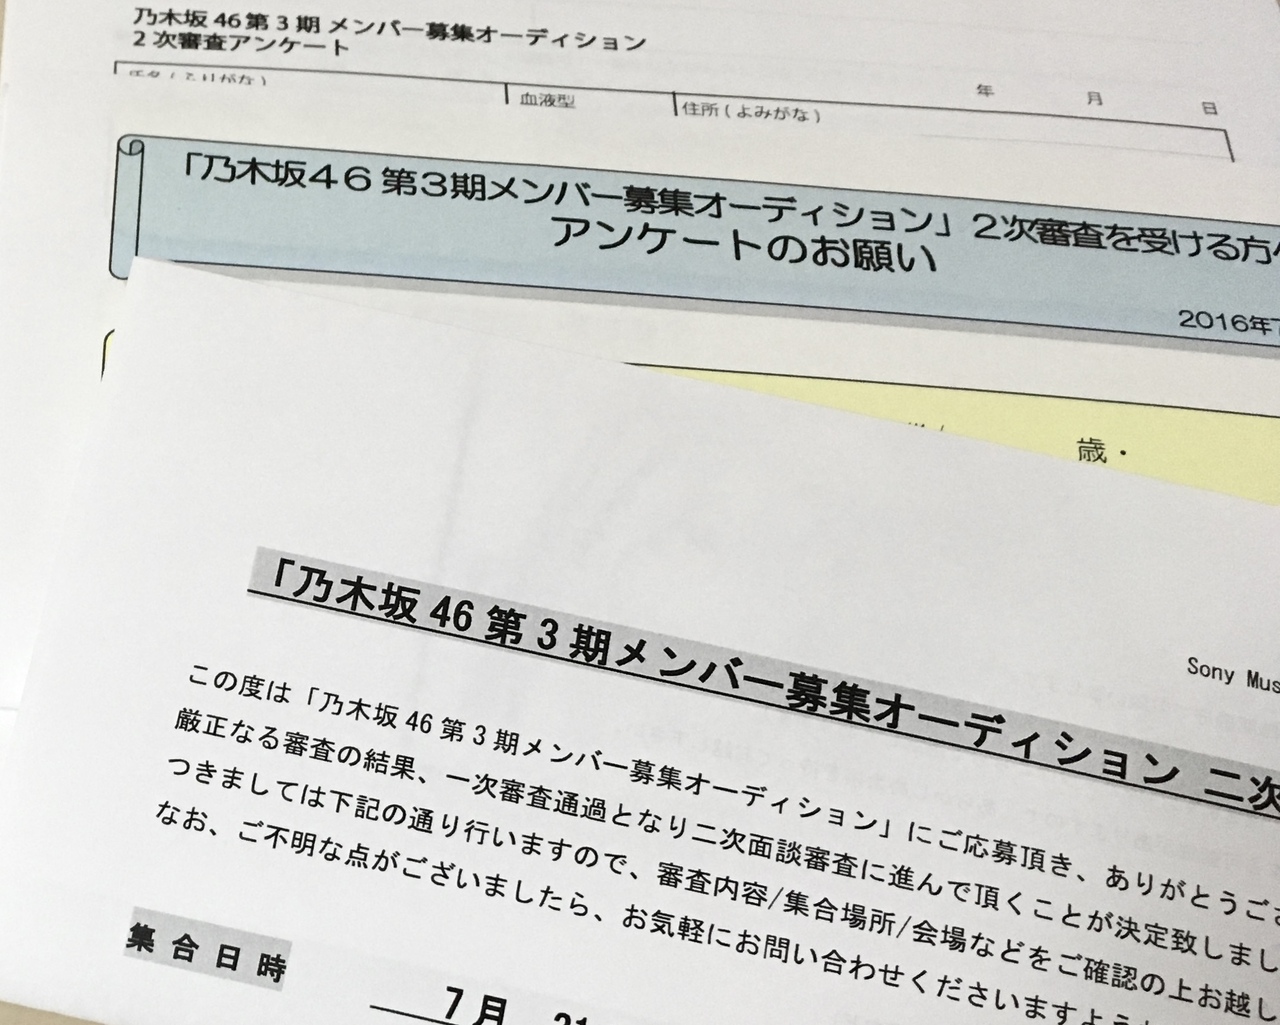 乃木坂 46 第 3 期 メンバー募集オーディション
2 次審査アンケート
年 月 日
血液型 住所 ( よみがな )
「乃木坂４６ 第３期メンバー募集オーディション」２次審査を受ける方へ
アンケートのお願い
2016年
歳・
Sony
「乃木坂 46 第 3 期メンバー募集オーディション 二次
この度は「乃木坂 46 第 3 期メンバー募集オーディション」にご応募頂き、ありがとうござ
厳正なる審査の結果、一次審査通過となり二次面談審査に進んで頂くことが決定致しまし
つきましては下記の通り行いますので、審査内容/集合場所/会場などをご確認の上お越し
なお、ご不明な点がございましたら、お気軽にお問い合わせくださいますよう
集 合 日 時
7 月